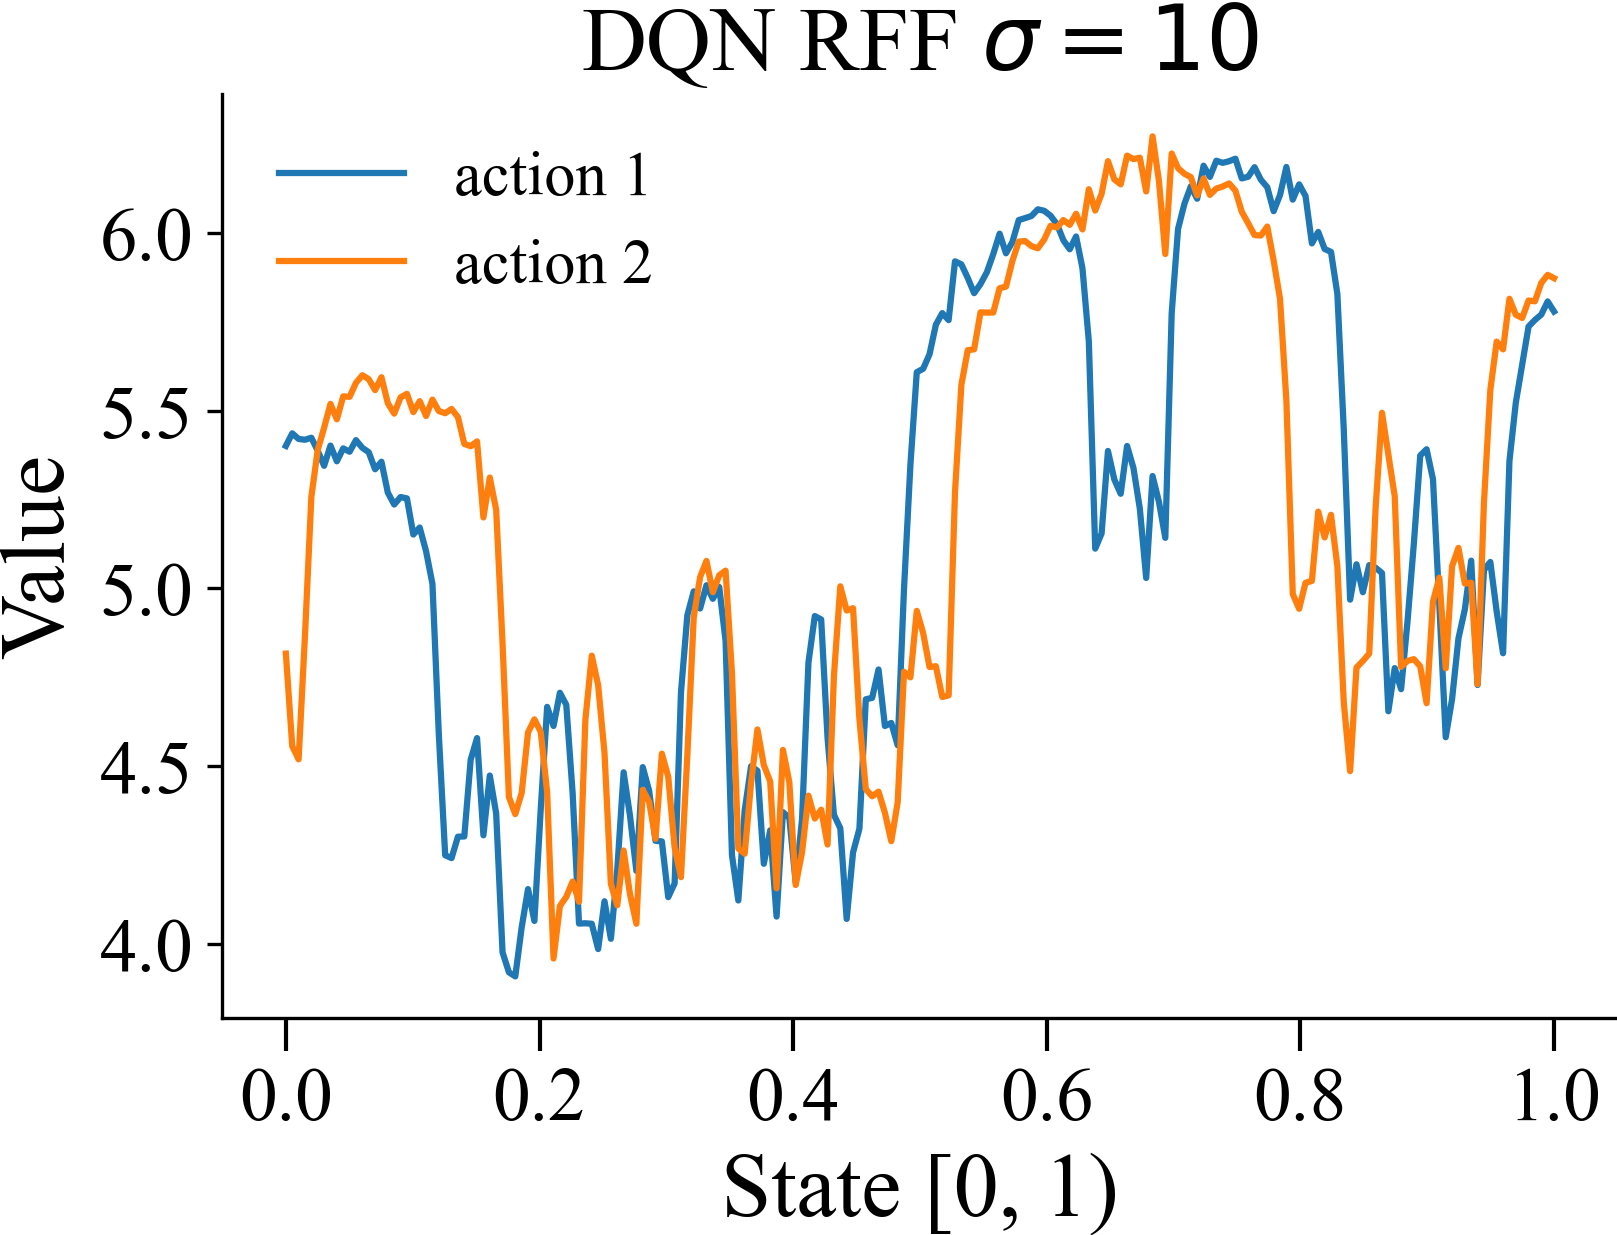 DQN RFF σ = 10
action 1
action 2
Value
6.0
5.5
5.0
4.5
4.0
0.0 0.2 0.4 0.6 0.8 1.0
State [0, 1)